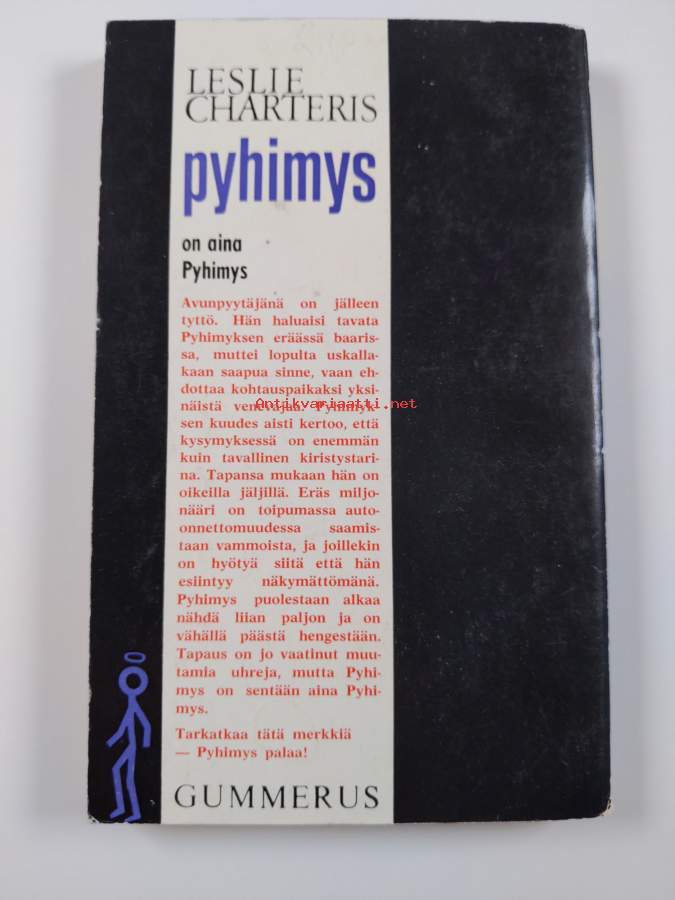 LESLIE
CHARTERIS
pyhimys
on aina
Pyhimys
Avunpyytäjänä on jälleen
tyttö. Hän haluaisi tavata
Pyhimyksen eräässä baaris-
sa, muttei lopulta uskalla-
kaan saapua sinne, vaan eh-
dottaa kohtauspaikaksi yksi-
näistä venevajaa. Pyhimyk-
Antikvariaatti.net
sen kuudes aisti kertoo, että
kysymyksessä on enemmän
kuin tavallinen kiristystari-
na. Tapansa mukaan hän on
oikeilla jäljillä. Eräs miljo-
nääri on toipumassa auto-
onnettomuudessa saamis-
taan vammoista, ja joillekin
on hyötyä siitä että hän
esiintyy näkymättömänä.
Pyhimys puolestaan alkaa
nähdä liian paljon ja on
vähällä päästä hengestään.
Tapaus on jo vaatinut muu-
tamia uhreja, mutta Pyhi-
mys on sentään aina Pyhi-
mys.
Tarkatkaa tätä merkkiä
— Pyhimys palaa!
GUMMERUS